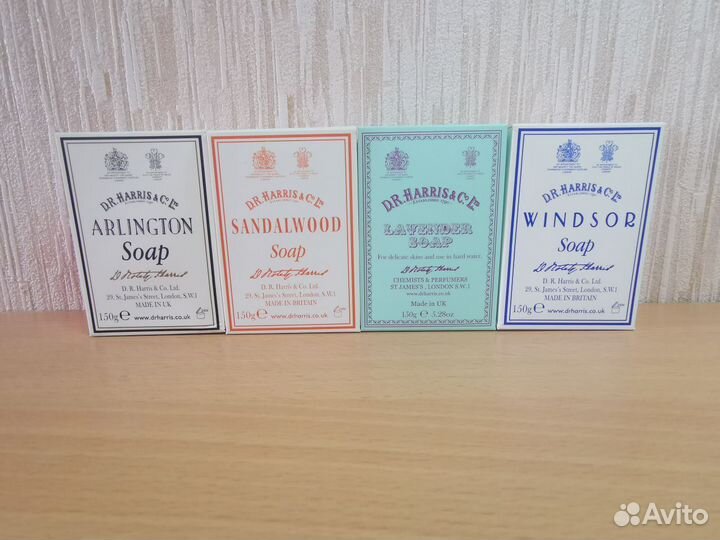 D.R. HARRIS & Co Ltd
ARLINGTON
Soap
D. R. Harris & Co. Ltd.
29, St. James's Street, London, S.W.1
MADE IN UK
150g e www.drharris.co.uk
D.R. HARRIS & Co Ltd
SANDALWOOD
Soap
D. R. Harris & Co. Ltd.
29, St. James's Street, London, S.W.1
MADE IN BRITAIN
150g e www.drharris.co.uk
D.R. HARRIS & Co Ltd
LAVENDER
SOAP
For delicate skins and use in hard water.
CHEMISTS & PERFUMERS
ST JAMES'S, LONDON S.W.1
www.drharris.co.uk
Made in UK
150g e 5.28oz
D.R. HARRIS & Co Ltd
WINDSOR
Soap
D. R. Harris & Co. Ltd.
29, St. James's Street, London, S.W.1
MADE IN BRITAIN
150g e www.drharris.co.uk
Avito